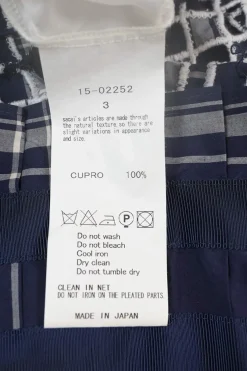 15-02252
3
sacai's articles are made through
the natural texture, so there are
slight variations in appearance
and size.
CUPRO 100%
P
Do not wash
Do not bleach
Cool iron
Dry clean
Do not tumble dry
CLEAN IN NET
DO NOT IRON ON THE PLEATED PARTS.
MADE IN JAPAN